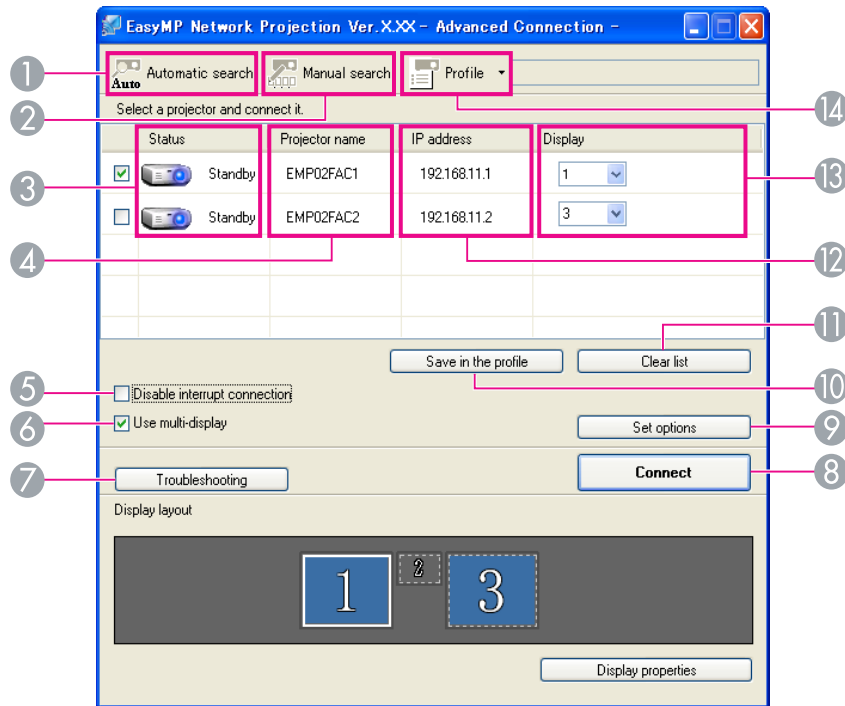 EasyMP Network Projection Ver.X.XX - Advanced Connection -
1 Auto Automatic search Manual search Profile
2 14
Select a projector and connect it.
Status Projector name IP address Display
3 Standby EMP02FAC1 192.168.11.1 1 13
Standby EMP02FAC2 192.168.11.2 3
4 12
11
Save in the profile Clear list
5 Disable interrupt connection 10
6 Use multi-display Set options 9
7 Troubleshooting Connect 8
Display layout
1 2 3
Display properties